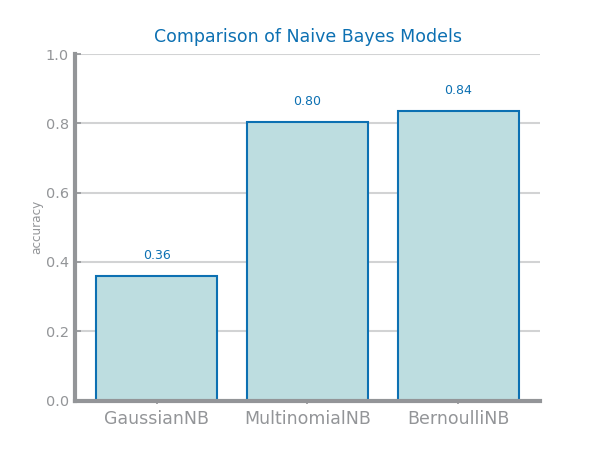 Comparison of Naive Bayes Models
1.0
0.8
0.6
0.4
0.2
0.0
accuracy
0.36
0.80
0.84
GaussianNB
MultinomialNB
BernoulliNB